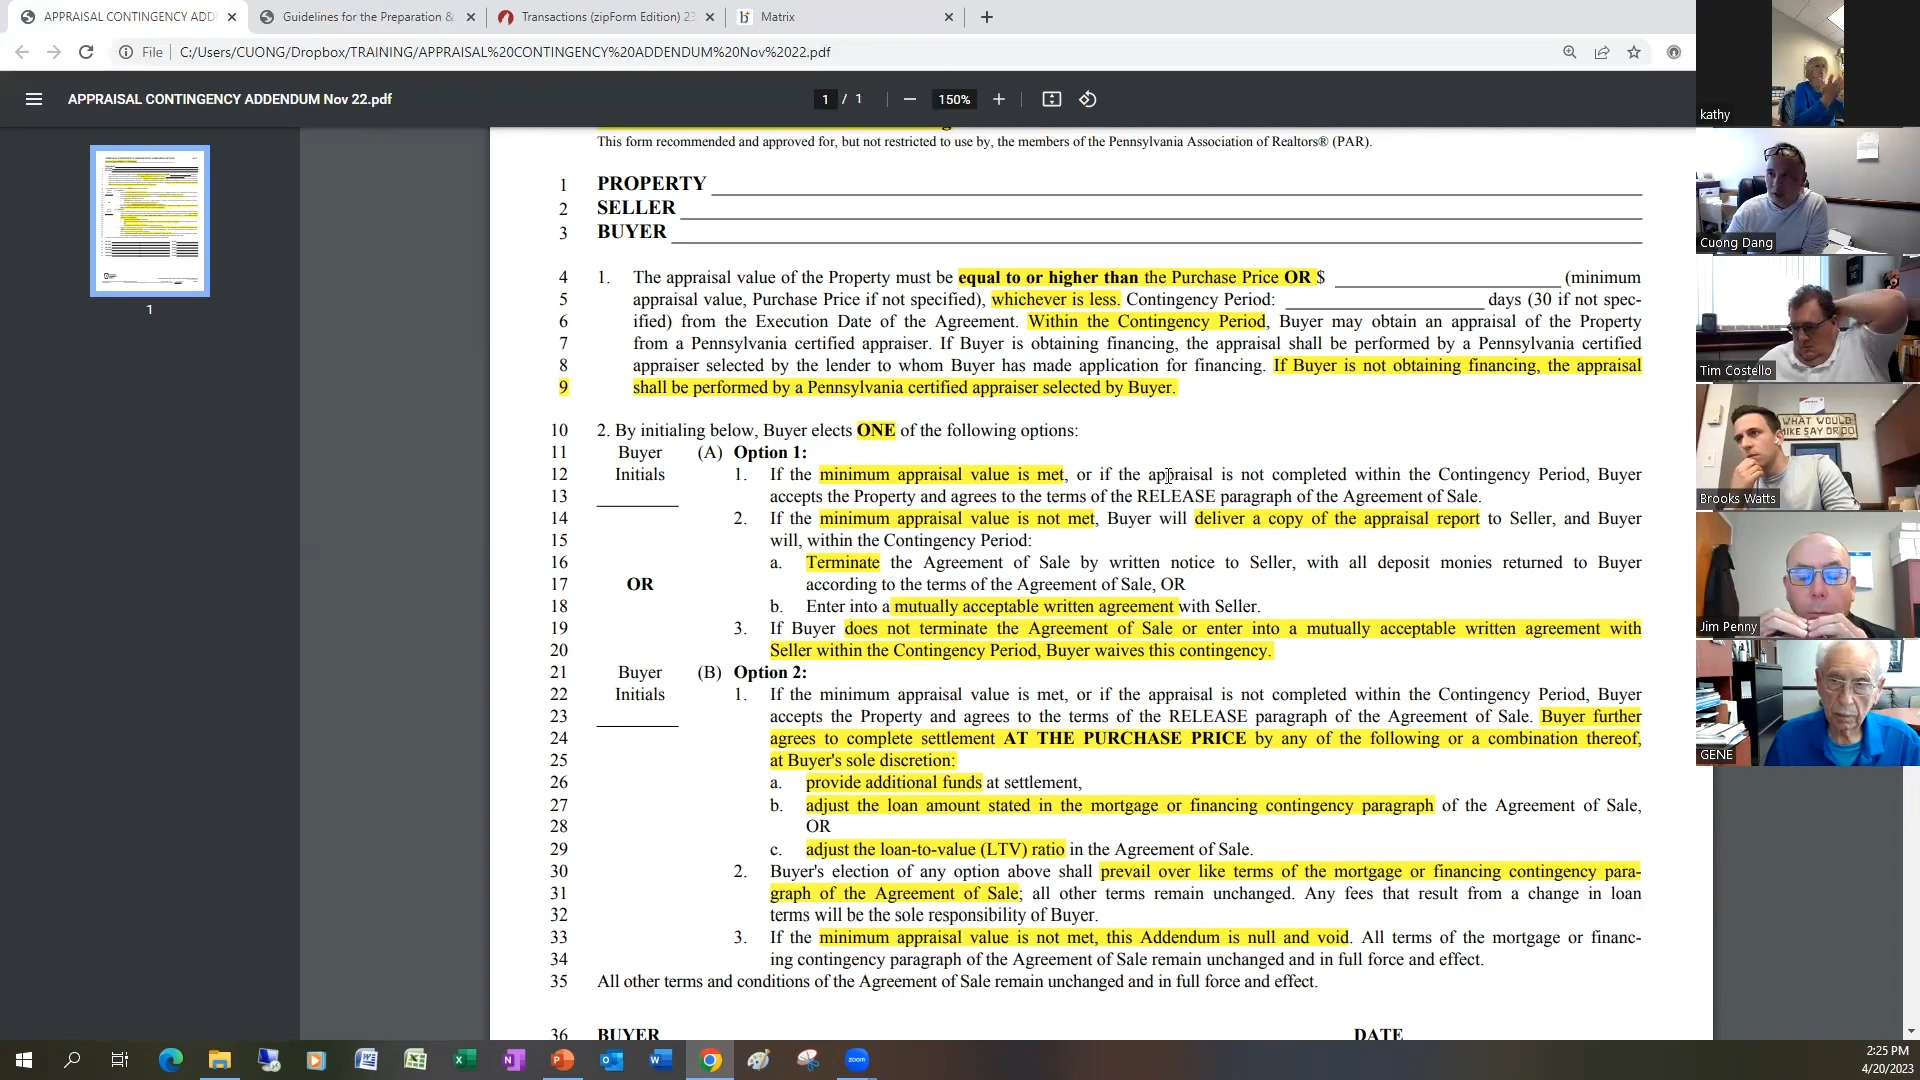 APPRAISAL CONTINGENCY ADD
Guidelines for the Preparation &
Transactions (zipForm Edition) 23
Matrix
File
C:/Users/CUONG/Dropbox/TRAINING/APPRAISAL%20CONTINGENCY%20ADDENDUM%20Nov%2022.pdf
APPRAISAL CONTINGENCY ADDENDUM Nov 22.pdf
1 / 1
150%
1
This form recommended and approved for, but not restricted to use by, the members of the Pennsylvania Association of Realtors® (PAR).
1 PROPERTY
2 SELLER
3 BUYER
4 1. The appraisal value of the Property must be equal to or higher than the Purchase Price OR $ (minimum
5 appraisal value, Purchase Price if not specified), whichever is less. Contingency Period: days (30 if not spec-
6 ified) from the Execution Date of the Agreement. Within the Contingency Period, Buyer may obtain an appraisal of the Property
7 from a Pennsylvania certified appraiser. If Buyer is obtaining financing, the appraisal shall be performed by a Pennsylvania certified
8 appraiser selected by the lender to whom Buyer has made application for financing. If Buyer is not obtaining financing, the appraisal
9 shall be performed by a Pennsylvania certified appraiser selected by Buyer.
10 2. By initialing below, Buyer elects ONE of the following options:
11 Buyer (A) Option 1:
12 Initials 1. If the minimum appraisal value is met, or if the appraisal is not completed within the Contingency Period, Buyer
13 accepts the Property and agrees to the terms of the RELEASE paragraph of the Agreement of Sale.
14 2. If the minimum appraisal value is not met, Buyer will deliver a copy of the appraisal report to Seller, and Buyer
15 will, within the Contingency Period:
16 a. Terminate the Agreement of Sale by written notice to Seller, with all deposit monies returned to Buyer
17 OR according to the terms of the Agreement of Sale, OR
18 b. Enter into a mutually acceptable written agreement with Seller.
19 3. If Buyer does not terminate the Agreement of Sale or enter into a mutually acceptable written agreement with
20 Seller within the Contingency Period, Buyer waives this contingency.
21 Buyer (B) Option 2:
22 Initials 1. If the minimum appraisal value is met, or if the appraisal is not completed within the Contingency Period, Buyer
23 accepts the Property and agrees to the terms of the RELEASE paragraph of the Agreement of Sale. Buyer further
24 agrees to complete settlement AT THE PURCHASE PRICE by any of the following or a combination thereof,
25 at Buyer's sole discretion:
26 a. provide additional funds at settlement,
27 b. adjust the loan amount stated in the mortgage or financing contingency paragraph of the Agreement of Sale,
28 OR
29 c. adjust the loan-to-value (LTV) ratio in the Agreement of Sale.
30 2. Buyer's election of any option above shall prevail over like terms of the mortgage or financing contingency para-
31 graph of the Agreement of Sale; all other terms remain unchanged. Any fees that result from a change in loan
32 terms will be the sole responsibility of Buyer.
33 3. If the minimum appraisal value is not met, this Addendum is null and void. All terms of the mortgage or financ-
34 ing contingency paragraph of the Agreement of Sale remain unchanged and in full force and effect.
35 All other terms and conditions of the Agreement of Sale remain unchanged and in full force and effect.
36 BUYER DATE
kathy
Cuong Dang
Tim Costello
WHAT WOULD
MIKE SAY OR DO
Brooks Watts
Jim Penny
GENE
zoom
2:25 PM
4/20/2023